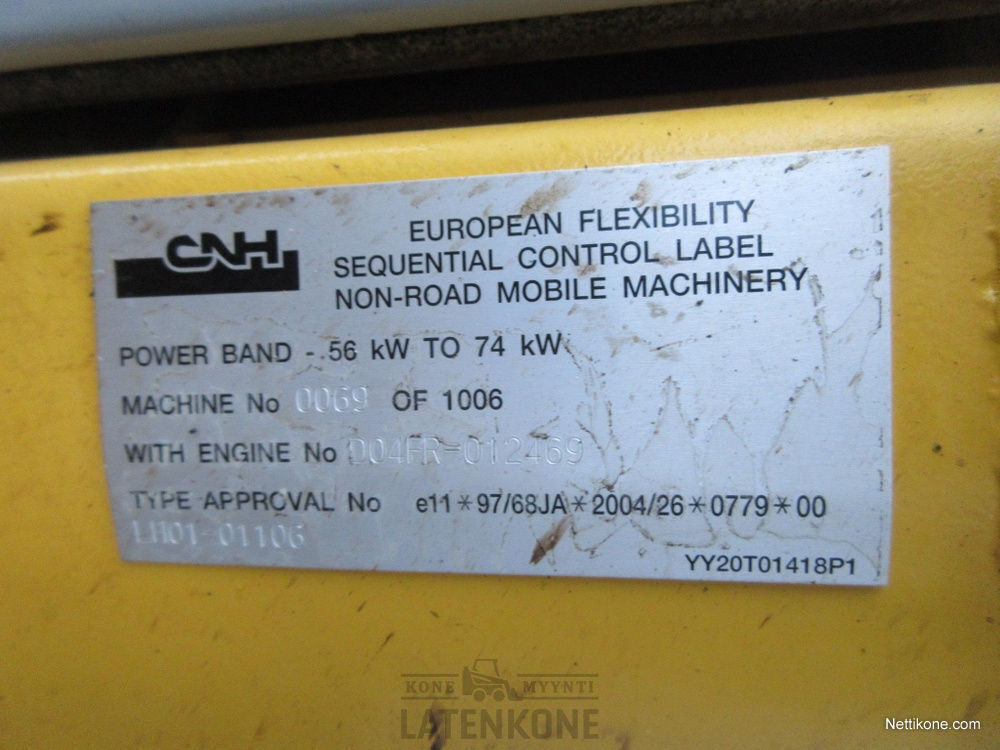 CNH
EUROPEAN FLEXIBILITY
SEQUENTIAL CONTROL LABEL
NON-ROAD MOBILE MACHINERY
POWER BAND - 56 kW TO 74 kW
MACHINE No 0069 OF 1006
WITH ENGINE No D04FR-012469
TYPE APPROVAL No e11*97/68JA*2004/26*0779*00
LH01-01106
YY20T01418P1
KONE MYYNTI
LATENKONE
Nettikone.com